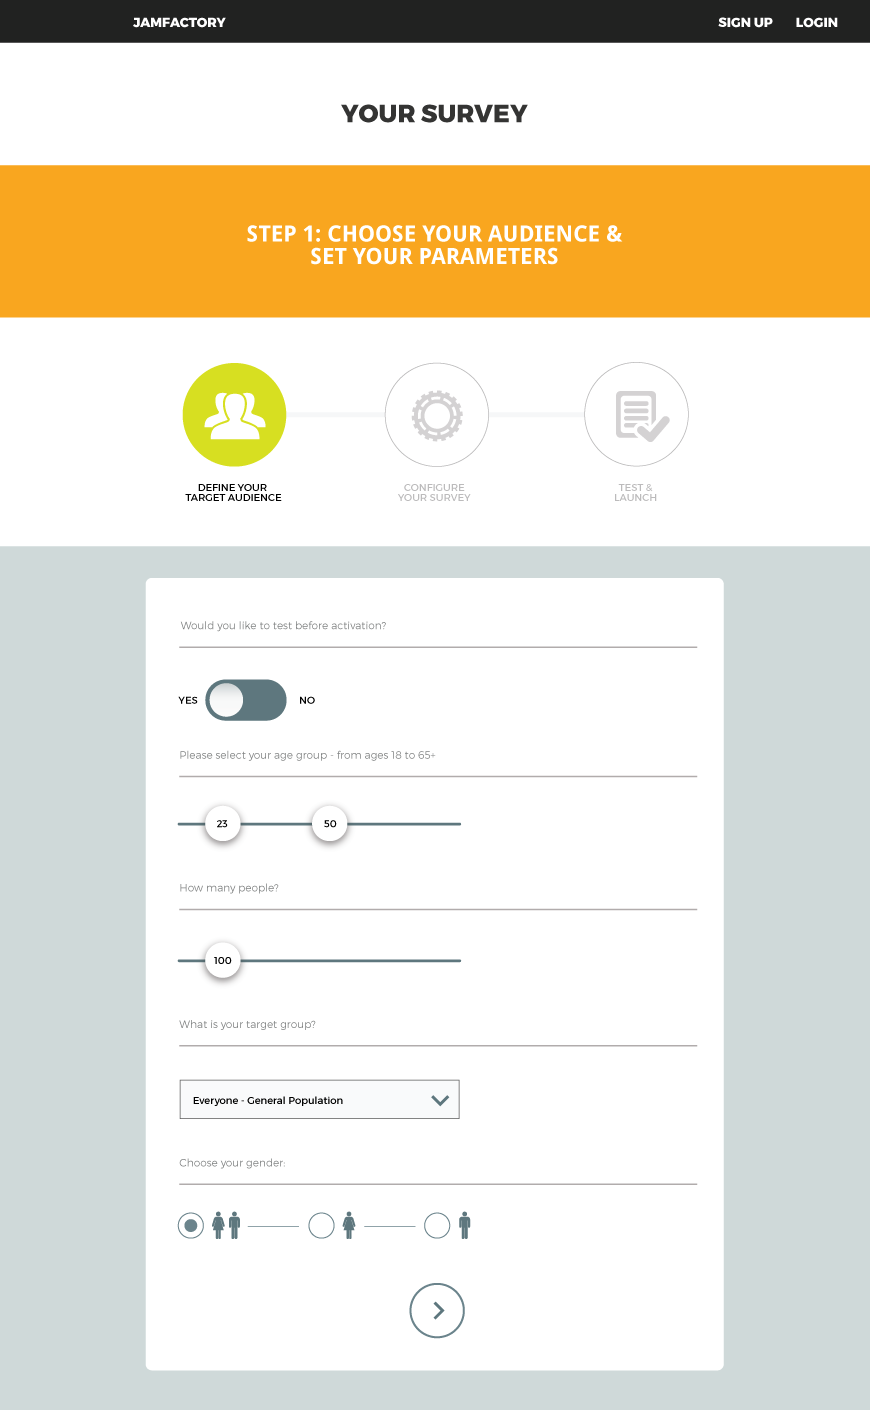 JAMFACTORY
SIGN UP
LOGIN
YOUR SURVEY
STEP 1: CHOOSE YOUR AUDIENCE &
SET YOUR PARAMETERS
DEFINE YOUR
TARGET AUDIENCE
CONFIGURE
YOUR SURVEY
TEST &
LAUNCH
Would you like to test before activation?
YES
NO
Please select your age group - from ages 18 to 65+
23
50
How many people?
100
What is your target group?
Everyone - General Population
Choose your gender: